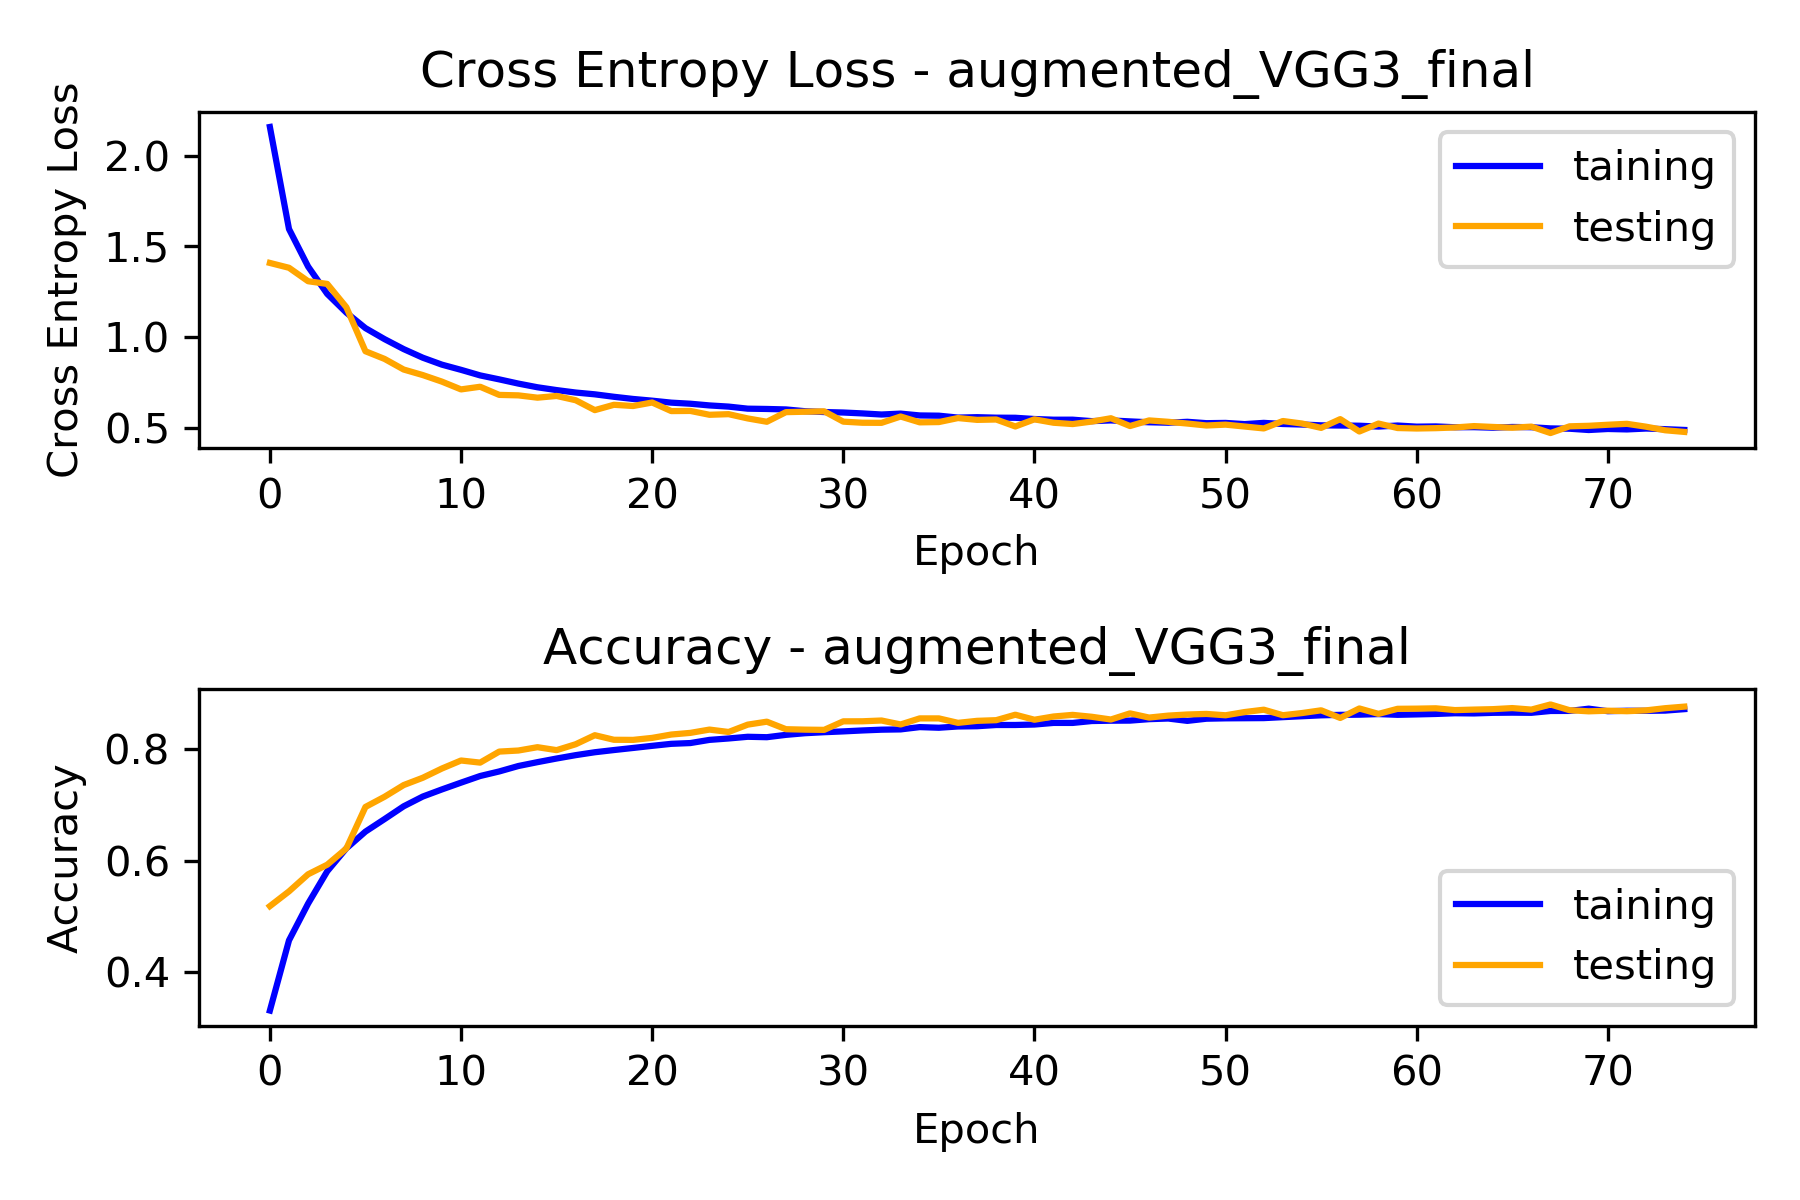 Cross Entropy Loss - augmented_VGG3_final
Cross Entropy Loss
2.0
1.5
1.0
0.5
taining
testing
0 10 20 30 40 50 60 70
Epoch
Accuracy - augmented_VGG3_final
Accuracy
0.8
0.6
0.4
taining
testing
0 10 20 30 40 50 60 70
Epoch